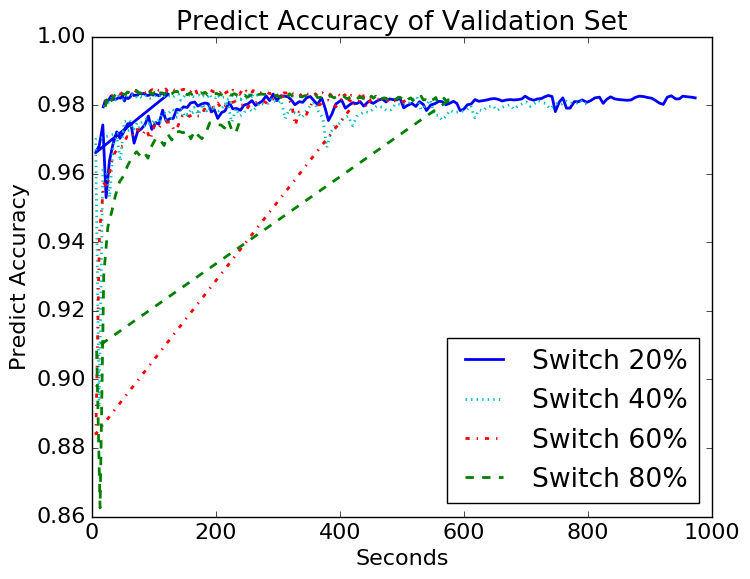 Predict Accuracy of Validation Set
1.00
0.98
0.96
0.94
0.92
0.90
0.88
0.86
Predict Accuracy
Switch 20%
Switch 40%
Switch 60%
Switch 80%
0 200 400 600 800 1000
Seconds